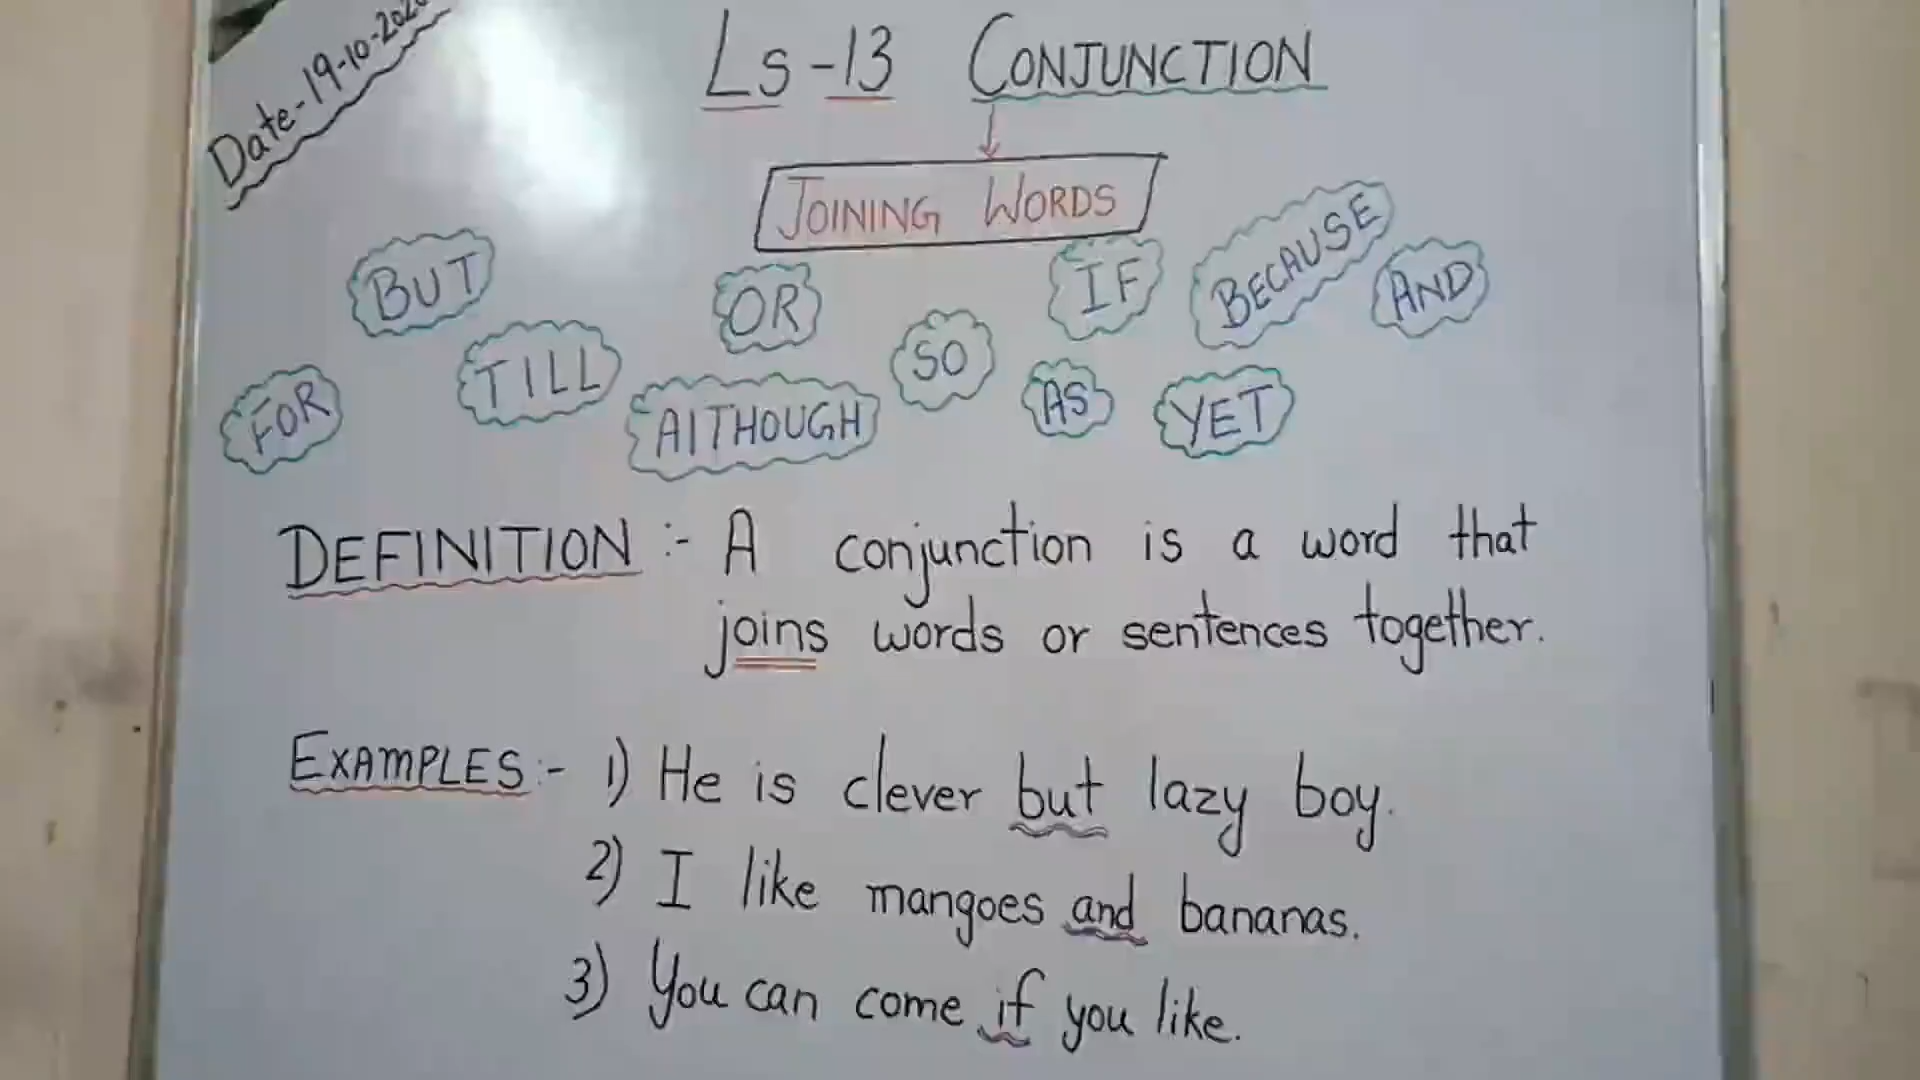 Date-19-10-2020
Ls-13 CONJUNCTION
JOINING WORDS
BUT
OR
IF
BECAUSE
AND
FOR
TILL
AlTHOUGH
SO
AS
YET
DEFINITION :- A conjunction is a word that
joins words or sentences together.
EXAMPLES :- 1) He is clever but lazy boy.
2) I like mangoes and bananas.
3) You can come if you like.